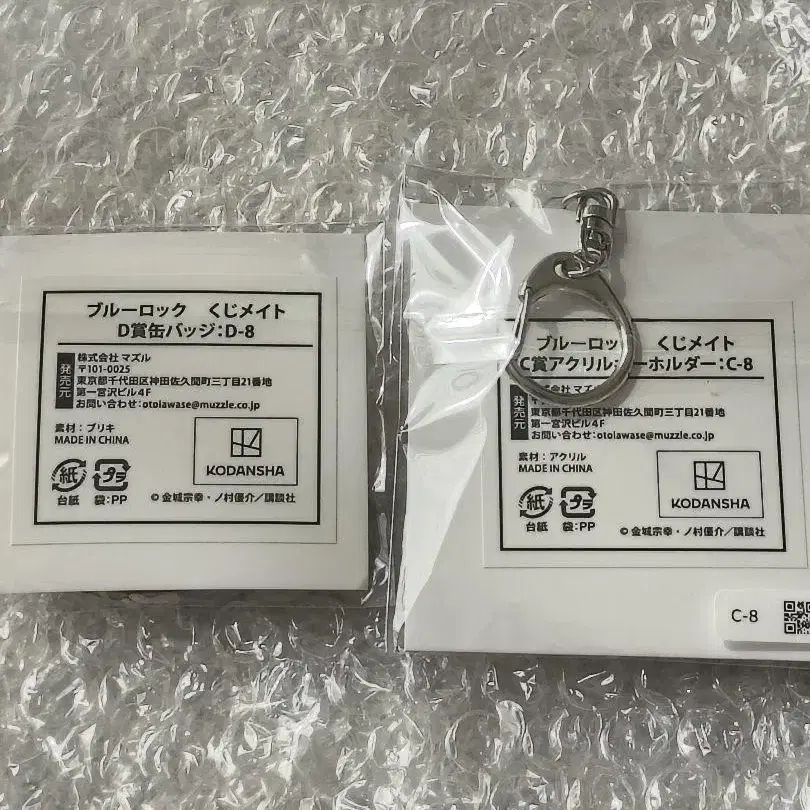 ブルーロック くじメイト
D賞缶バッジ:D-8
発売元
株式会社 マズル
〒101-0025
東京都千代田区神田佐久間町三丁目21番地
第一宮沢ビル4F
お問い合わせ:otoiawase@muzzle.co.jp
素材:ブリキ
MADE IN CHINA
紙
プラ
台紙
袋:PP
KODANSHA
© 金城宗幸・ノ村優介/講談社
ブルーロック くじメイト
C賞アクリルキーホルダー:C-8
発売元
株式会社 マズル
東京都千代田区神田佐久間町三丁目21番地
第一宮沢ビル4F
お問い合わせ:otoiawase@muzzle.co.jp
素材:アクリル
MADE IN CHINA
紙
プラ
台紙
袋:PP
KODANSHA
© 金城宗幸・ノ村優介/講談社
C-8